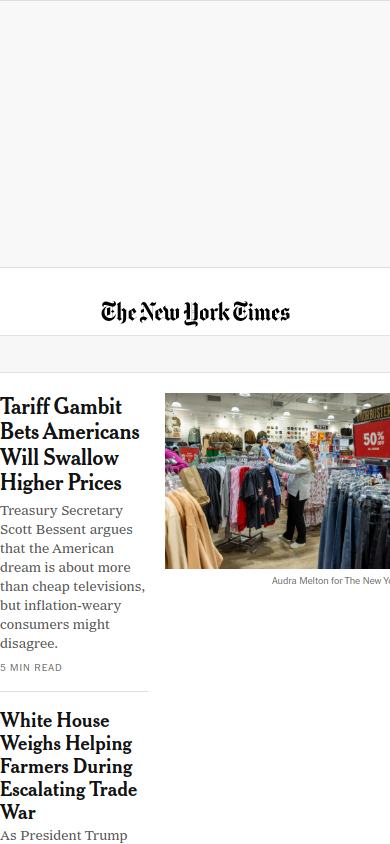 The New York Times
Tariff Gambit
Bets Americans
Will Swallow
Higher Prices
Treasury Secretary
Scott Bessent argues
that the American
dream is about more
than cheap televisions,
but inflation-weary
consumers might
disagree.
5 MIN READ
50%
Audra Melton for The New Yo
White House
Weighs Helping
Farmers During
Escalating Trade
War
As President Trump